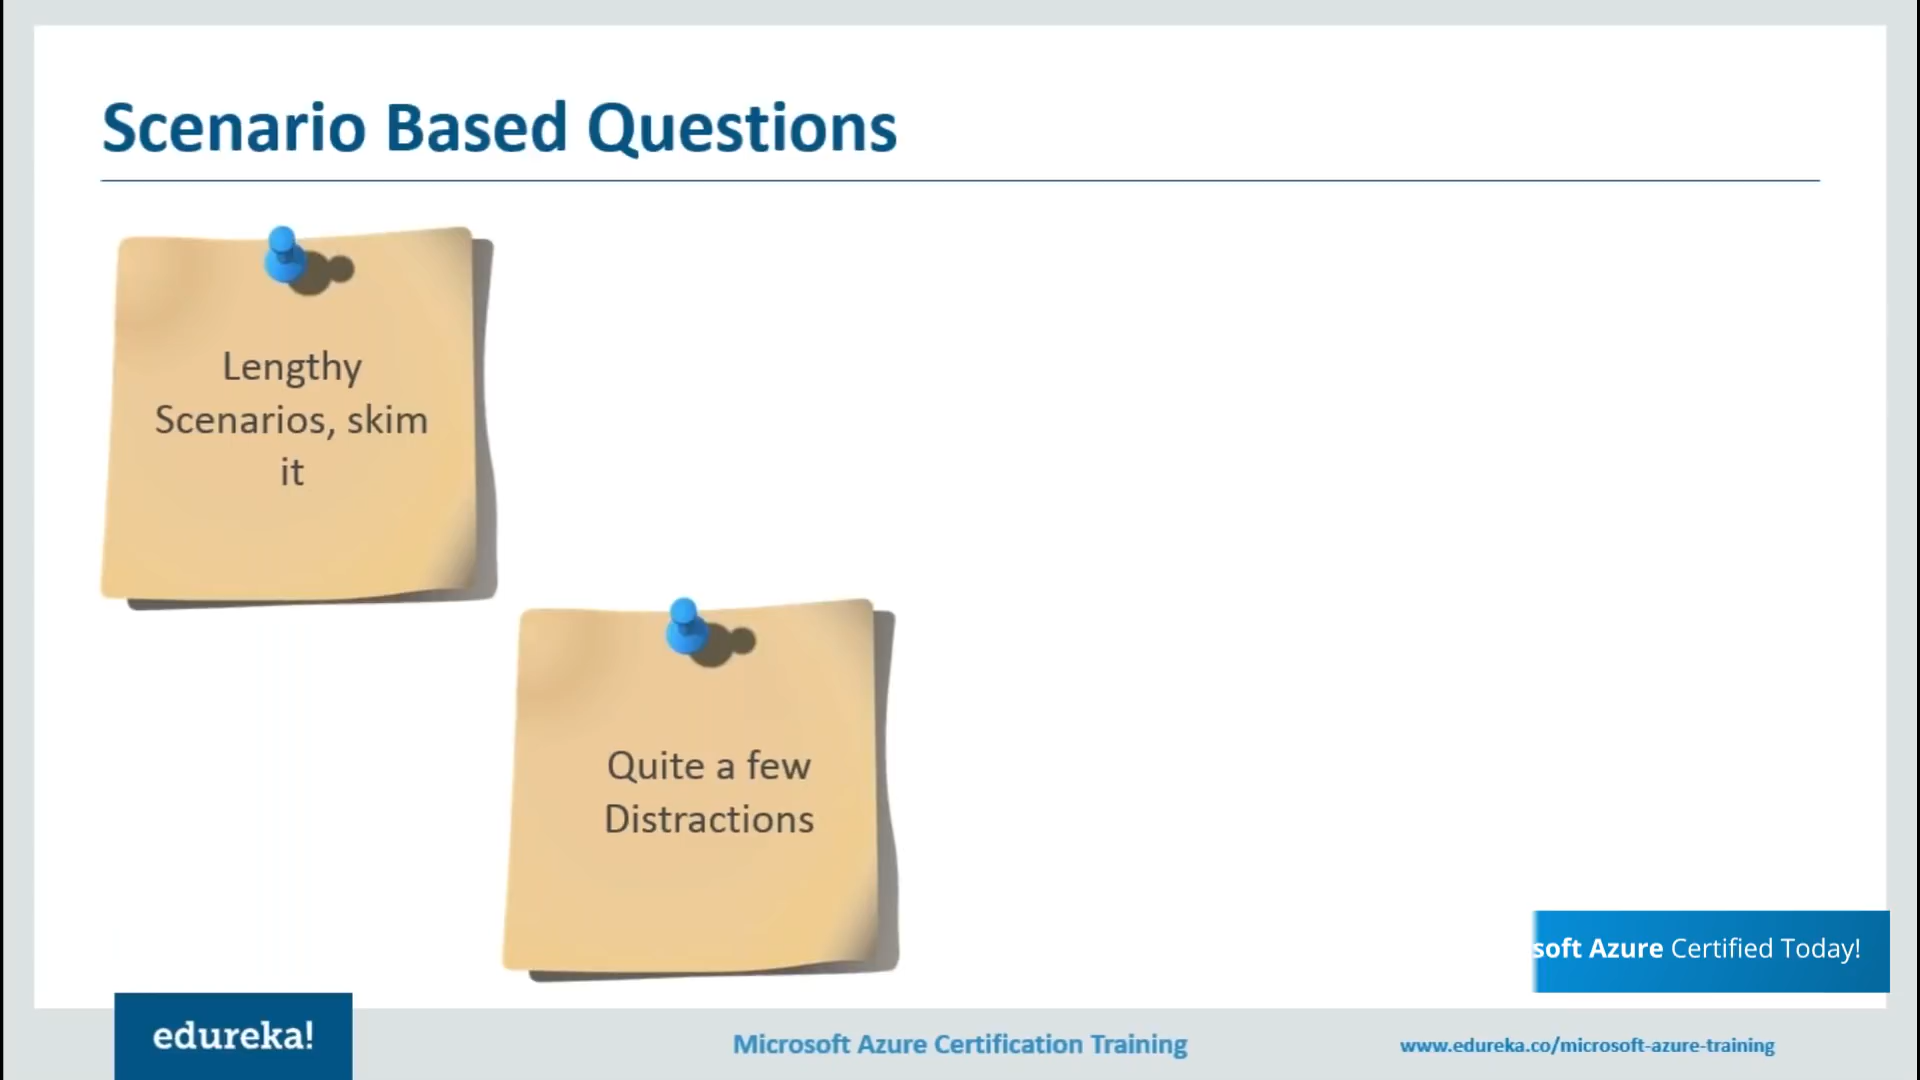 Scenario Based Questions
Lengthy
Scenarios, skim
it
Quite a few
Distractions
soft Azure Certified Today!
edureka!
Microsoft Azure Certification Training
www.edureka.co/microsoft-azure-training